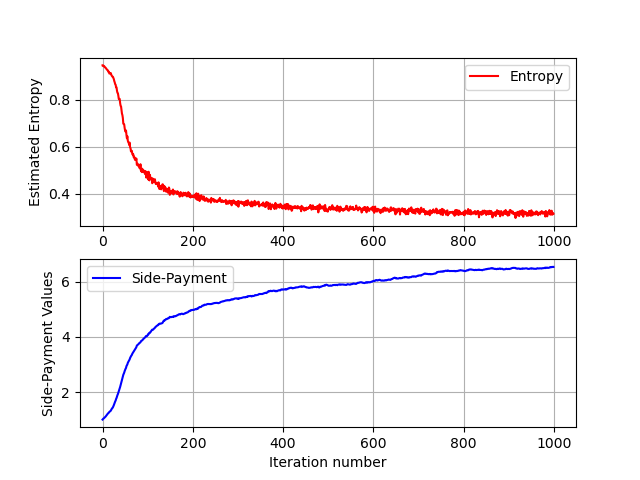 Estimated Entropy
0.8
0.6
0.4
Entropy
0 200 400 600 800 1000
Side-Payment Values
6
4
2
Side-Payment
0 200 400 600 800 1000
Iteration number